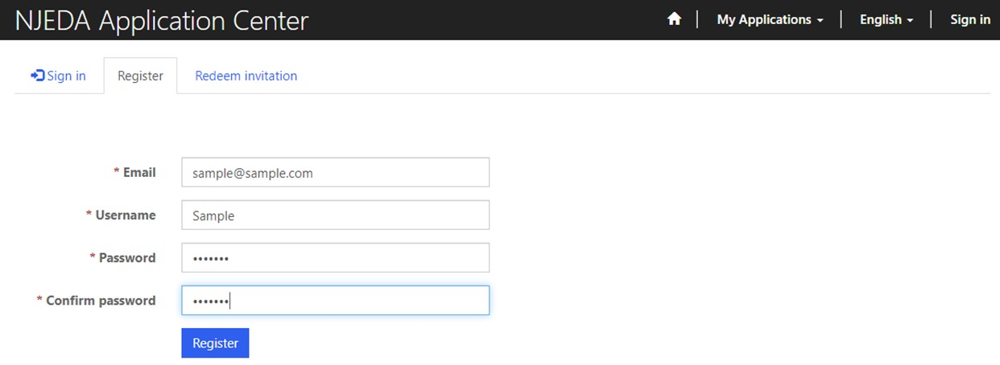 NJEDA Application Center My Applications English Sign in
Sign in Register Redeem invitation
* Email sample@sample.com
* Username Sample
* Password •••••••
* Confirm password •••••••
Register